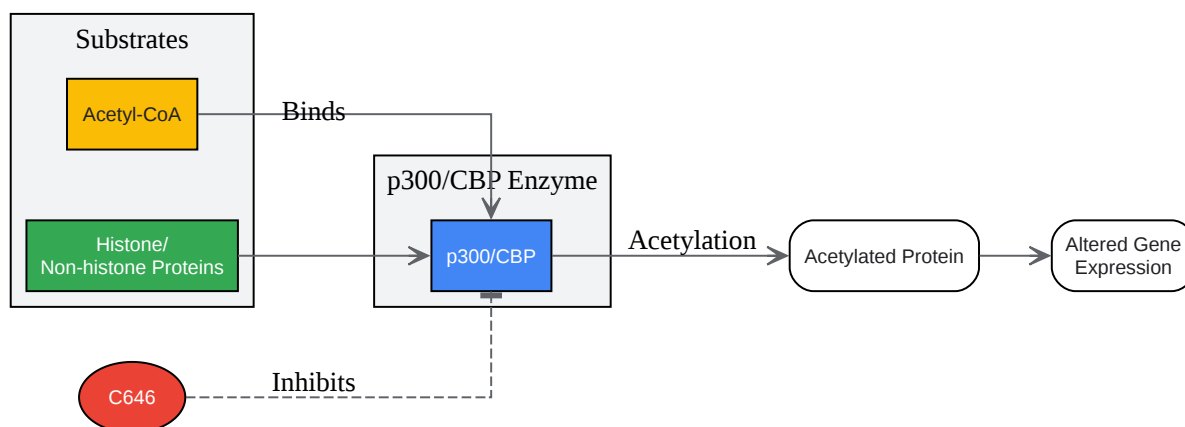 Substrates
Acetyl-CoA
Binds
p300/CBP Enzyme
Histone/
Non-histone Proteins
p300/CBP
Acetylation
Acetylated Protein
Altered Gene
Expression
Inhibits
C646